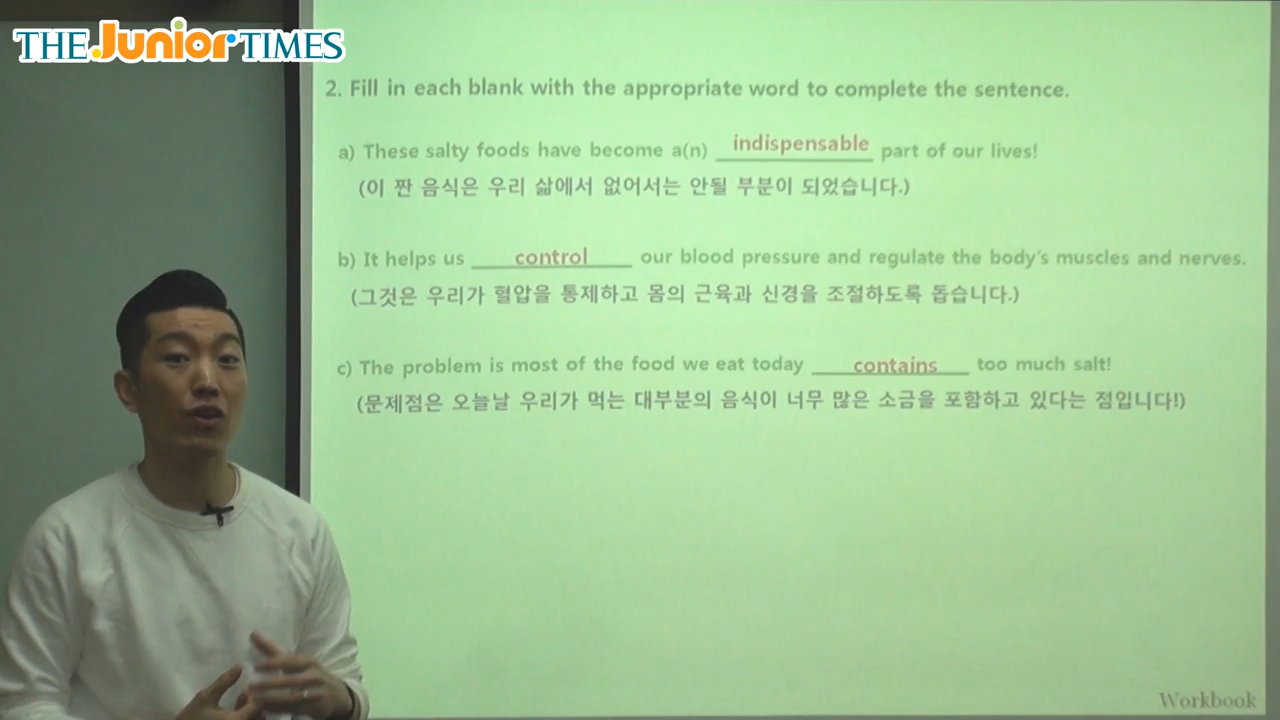 THE Junior TIMES
2. Fill in each blank with the appropriate word to complete the sentence.
a) These salty foods have become a(n) indispensable part of our lives!
(이 짠 음식은 우리 삶에서 없어서는 안될 부분이 되었습니다.)
b) It helps us control our blood pressure and regulate the body's muscles and nerves.
(그것은 우리가 혈압을 통제하고 몸의 근육과 신경을 조절하도록 돕습니다.)
c) The problem is most of the food we eat today contains too much salt!
(문제점은 오늘날 우리가 먹는 대부분의 음식이 너무 많은 소금을 포함하고 있다는 점입니다!)
Workbook